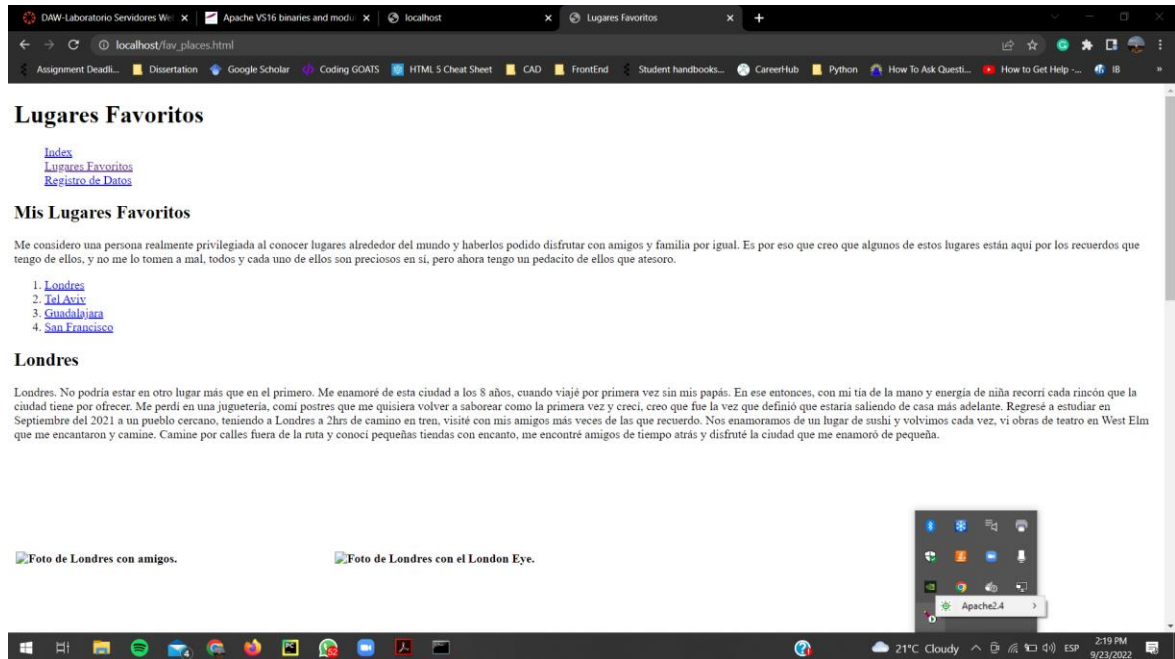 DAW-Laboratorio Servidores We
Apache VS16 binaries and modu
localhost
Lugares Favoritos
localhost/fav_places.html
Assignment Deadli...
Dissertation
Google Scholar
Coding GOATS
HTML 5 Cheat Sheet
CAD
FrontEnd
Student handbooks...
CareerHub
Python
How To Ask Questi...
How to Get Help -...
IB
Lugares Favoritos
Index
Lugares Favoritos
Registro de Datos
Mis Lugares Favoritos
Me considero una persona realmente privilegiada al conocer lugares alrededor del mundo y haberlos podido disfrutar con amigos y familia por igual. Es por eso que creo que algunos de estos lugares están aquí por los recuerdos que
tengo de ellos, y no me lo tomen a mal, todos y cada uno de ellos son preciosos en sí, pero ahora tengo un pedacito de ellos que atesoro.
1. Londres
2. Tel Aviv
3. Guadalajara
4. San Francisco
Londres
Londres. No podría estar en otro lugar más que en el primero. Me enamoré de esta ciudad a los 8 años, cuando viajé por primera vez sin mis papás. En ese entonces, con mi tía de la mano y energía de niña recorrí cada rincón que la
ciudad tiene por ofrecer. Me perdí en una juguetería, comí postres que me quisiera volver a saborear como la primera vez y crecí, creo que fue la vez que definió que estaría saliendo de casa más adelante. Regresé a estudiar en
Septiembre del 2021 a un pueblo cercano, teniendo a Londres a 2hrs de camino en tren, visité con mis amigos más veces de las que recuerdo. Nos enamoramos de un lugar de sushi y volvimos cada vez, vi obras de teatro en West Elm
que me encantaron y camine. Camine por calles fuera de la ruta y conocí pequeñas tiendas con encanto, me encontré amigos de tiempo atrás y disfruté la ciudad que me enamoró de pequeña.
Foto de Londres con amigos.
Foto de Londres con el London Eye.
Apache2.4
21°C Cloudy
ESP
2:19 PM
9/23/2022